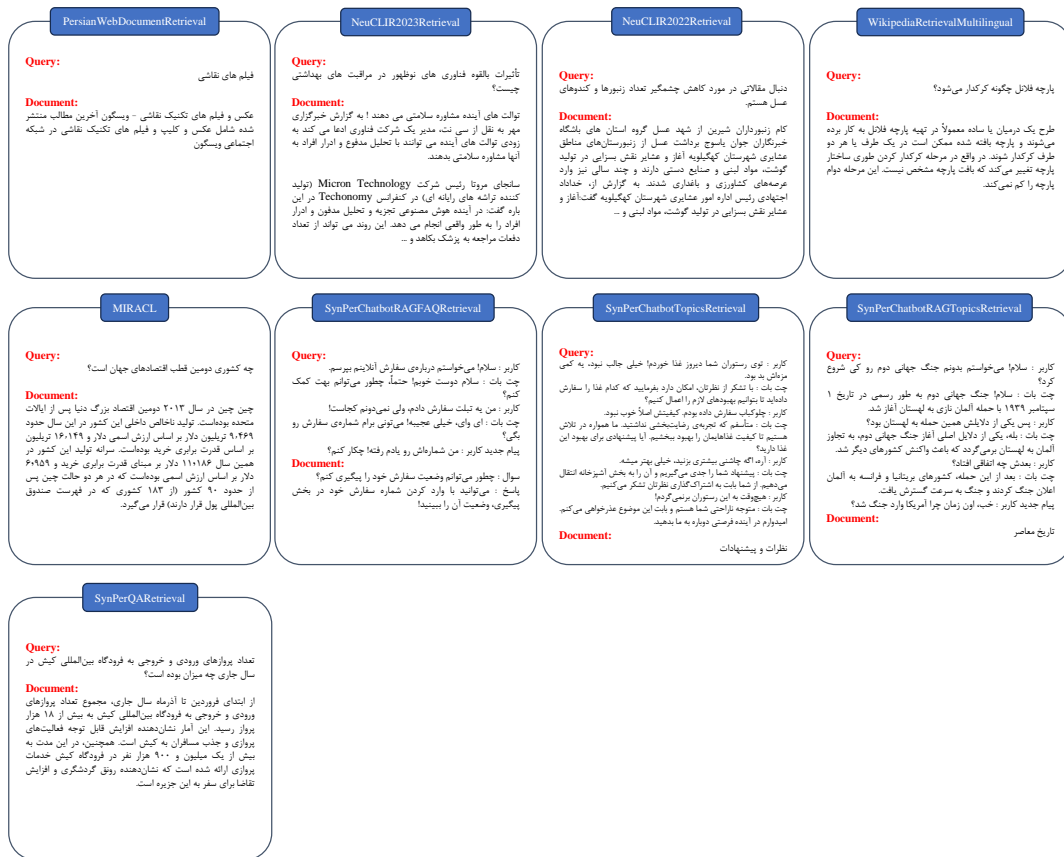 PersianWebDocumentRetrieval
Query:
فیلم های نقاشی
Document:
عکس و فیلم های تکنیک نقاشی - ویسگون آخرین مطالب منتشر
شده شامل عکس و کلیپ و فیلم های تکنیک نقاشی در شبکه
اجتماعی ویسگون
NeuCLIR2023Retrieval
Query:
تأثیرات بالقوه فناوری های نوظهور در مراقبت های بهداشتی
چیست؟
Document:
توالت های آینده مشاوره سلامتی می دهند ! به گزارش خبرگزاری
مهر به نقل از سی نت، مدیر یک شرکت فناوری ادعا می کند به
زودی توالت های آینده می توانند با تحلیل مدفوع و ادرار افراد به
آنها مشاوره سلامتی بدهند.
سانجای مروتا رئیس شرکت Micron Technology (تولید
کننده تراشه های رایانه ای) در کنفرانس Techonomy در این
باره گفت: در آینده هوش مصنوعی تجزیه و تحلیل مدفون و ادرار
افراد را به طور واقعی انجام می دهد. این روند می تواند از تعداد
دفعات مراجعه به پزشک بکاهد و ...
NeuCLIR2022Retrieval
Query:
دنبال مقالاتی در مورد کاهش چشمگیر تعداد زنبورها و کندوهای
عسل هستم.
Document:
کام زنبورداران شیرین از شهد عسل گروه استان های باشگاه
خبرنگاران جوان یاسوج برداشت عسل از زنبورستان‌های مناطق
عشایری شهرستان کهگیلویه آغاز و عشایر نقش بسزایی در تولید
گوشت، مواد لبنی و صنایع دستی دارند و چند سالی نیز وارد
عرصه‌های کشاورزی و باغداری شدند. به گزارش از، خداداد
اجتهادی رئیس اداره امور عشایری شهرستان کهگیلویه گفت:آغاز و
عشایر نقش بسزایی در تولید گوشت، مواد لبنی و ...
WikipediaRetrievalMultilingual
Query:
پارچه فلانل چگونه کرکدار می‌شود؟
Document:
طرح یک درمیان یا ساده معمولاً در تهیه پارچه فلانل به کار برده
می‌شود و پارچه بافته شده ممکن است در یک طرف یا هر دو
طرف کرکدار شوند. در واقع در مرحله کرکدار کردن طوری ساختار
پارچه تغییر می‌کند که بافت پارچه مشخص نیست. این مرحله دوام
پارچه را کم نمی‌کند.
MIRACL
Query:
چه کشوری دومین قطب اقتصادهای جهان است؟
Document:
چین چین در سال ۲۰۱۳ دومین اقتصاد بزرگ دنیا پس از ایالات
متحده بوده‌است. تولید ناخالص داخلی این کشور در این سال حدود
۹٫۴۶۹ تریلیون دلار بر اساس ارزش اسمی دلار و ۱۶٫۱۴۹ تریلیون
بر اساس قدرت برابری خرید بوده‌است. سرانه تولید این کشور در
همین سال ۱۱٫۱۸۶ دلار بر مبنای قدرت برابری خرید و ۶٫۹۵۹
دلار بر اساس ارزش اسمی بوده‌است که در هر دو حالت چین پس
از حدود ۹۰ کشور (از ۱۸۳ کشوری که در فهرست صندوق
بین‌المللی پول قرار دارند) قرار می‌گیرد.
SynPerChatbotRAGFAQRetrieval
Query:
کاربر : سلام! می‌خواستم درباره‌ی سفارش آنلاینم بپرسم.
چت بات : سلام دوست خوبم! حتماً، چطور می‌توانم بهت کمک
کنم؟
کاربر : من یه تبلت سفارش دادم، ولی نمی‌دونم کجاست!
چت بات : ای وای، خیلی عجیبه! می‌تونی برام شماره‌ی سفارش رو
بگی؟
پیام جدید کاربر : من شماره‌اش رو یادم رفته! چکار کنم؟
Document:
سوال : چطور می‌توانم وضعیت سفارش خود را پیگیری کنم؟
پاسخ : می‌توانید با وارد کردن شماره سفارش خود در بخش
پیگیری، وضعیت آن را ببینید!
SynPerChatbotTopicsRetrieval
Query:
کاربر : توی رستوران شما دیروز غذا خوردم! خیلی جالب نبود، یه کمی
مزه‌اش بد بود.
چت بات : با تشکر از نظرتان، امکان دارد بفرمایید که کدام غذا را سفارش
داده‌اید تا بتوانیم بهبودهای لازم را اعمال کنیم؟
کاربر : چلوکباب سفارش داده بودم. کیفیتش اصلاً خوب نبود.
چت بات : متأسفم که تجربه‌ی رضایت‌بخشی نداشتید. ما همواره در تلاش
هستیم تا کیفیت غذاهایمان را بهبود ببخشیم. آیا پیشنهادی برای بهبود این
غذا دارید؟
کاربر : آره، اگه چاشنی بیشتری بزنید، خیلی بهتر میشه.
چت بات : پیشنهاد شما را جدی می‌گیریم و آن را به بخش آشپزخانه انتقال
می‌دهیم. از شما بابت به اشتراک‌گذاری نظرتان تشکر می‌کنیم.
کاربر : هیچ‌وقت به این رستوران برنمی‌گردم!
چت بات : متوجه ناراحتی شما هستم و بابت این موضوع عذرخواهی می‌کنم.
امیدوارم در آینده فرصتی دوباره به ما بدهید.
Document:
نظرات و پیشنهادات
SynPerChatbotRAGTopicsRetrieval
Query:
کاربر : سلام! می‌خواستم بدونم جنگ جهانی دوم رو کی شروع
کرد؟
چت بات : سلام! جنگ جهانی دوم به طور رسمی در تاریخ ۱
سپتامبر ۱۹۳۹ با حمله آلمان نازی به لهستان آغاز شد.
کاربر : پس یکی از دلایلش همین حمله به لهستان بود؟
چت بات : بله، یکی از دلایل اصلی آغاز جنگ جهانی دوم، به تجاوز
آلمان به لهستان برمی‌گردد که باعث واکنش کشورهای دیگر شد.
کاربر : بعدش چه اتفاقی افتاد؟
چت بات : بعد از این حمله، کشورهای بریتانیا و فرانسه به آلمان
اعلان جنگ کردند و جنگ به سرعت گسترش یافت.
پیام جدید کاربر : خب، اون زمان چرا آمریکا وارد جنگ شد؟
Document:
تاریخ معاصر
SynPerQARetrieval
Query:
تعداد پروازهای ورودی و خروجی به فرودگاه بین‌المللی کیش در
سال جاری چه میزان بوده است؟
Document:
از ابتدای فروردین تا آذرماه سال جاری، مجموع تعداد پروازهای
ورودی و خروجی به فرودگاه بین‌المللی کیش به بیش از ۱۸ هزار
پرواز رسید. این آمار نشان‌دهنده افزایش قابل توجه فعالیت‌های
پروازی و جذب مسافران به کیش است. همچنین، در این مدت به
بیش از یک میلیون و ۹۰۰ هزار نفر در فرودگاه کیش خدمات
پروازی ارائه شده است که نشان‌دهنده رونق گردشگری و افزایش
تقاضا برای سفر به این جزیره است.